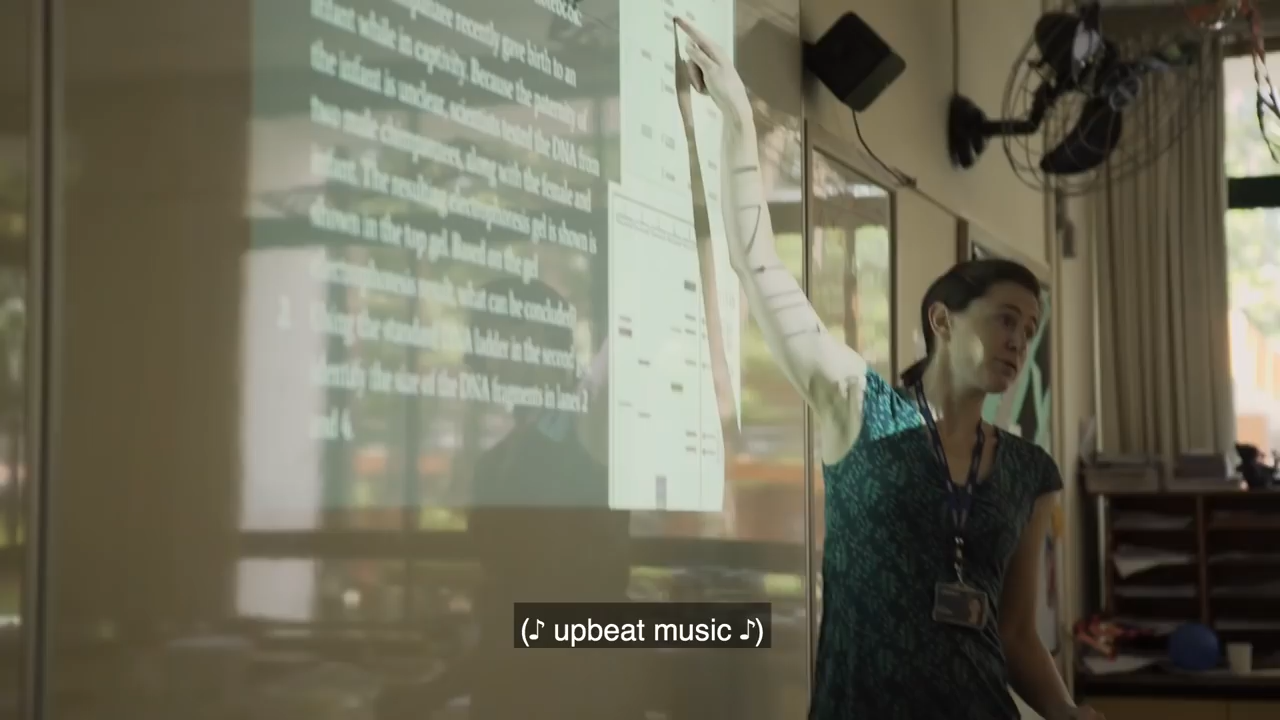 recently gave birth to an
infant while in captivity. Because the paternity of
the infant is unclear, scientists tested the DNA from
two male chimpanzees, along with the female and
infant. The resulting electrophoresis gel is shown is
shown in the top gel. Based on the gel
electrophoresis results, what can be concluded?
Using the standard DNA ladder in the second gel
identify the size of the DNA fragments in lanes 2
and 4.
(♪ upbeat music ♪)